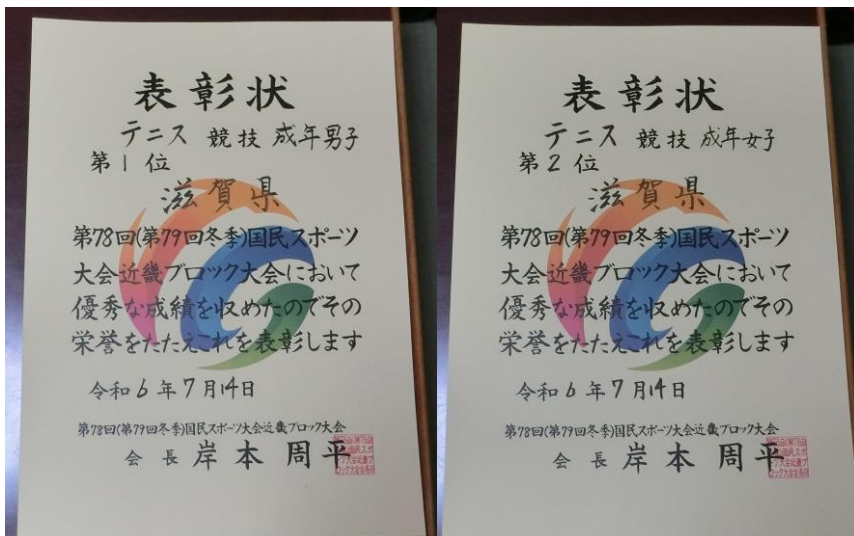 表彰状
テニス 競技 成年男子
第1位
滋賀県
第78回(第79回冬季)国民スポーツ
大会近畿ブロック大会において
優秀な成績を収めたのでその
栄誉をたたえこれを表彰します
令和6年7月14日
第78回(第79回冬季)国民スポーツ大会近畿ブロック大会
会長 岸本周平
表彰状
テニス 競技 成年女子
第2位
滋賀県
第78回(第79回冬季)国民スポーツ
大会近畿ブロック大会において
優秀な成績を収めたのでその
栄誉をたたえこれを表彰します
令和6年7月14日
第78回(第79回冬季)国民スポーツ大会近畿ブロック大会
会長 岸本周平